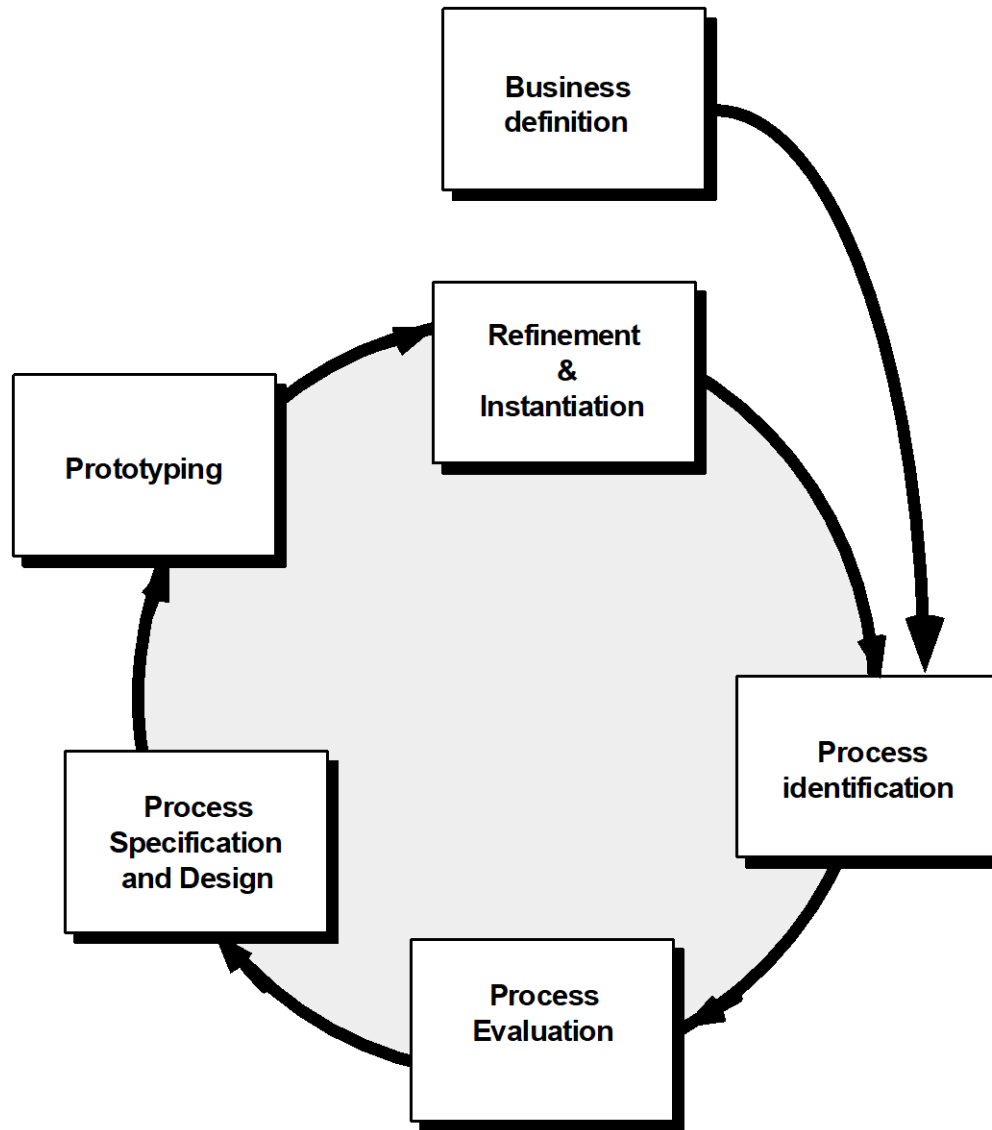 Business
definition
Refinement
&
Instantiation
Prototyping
Process
identification
Process
Specification
and Design
Process
Evaluation